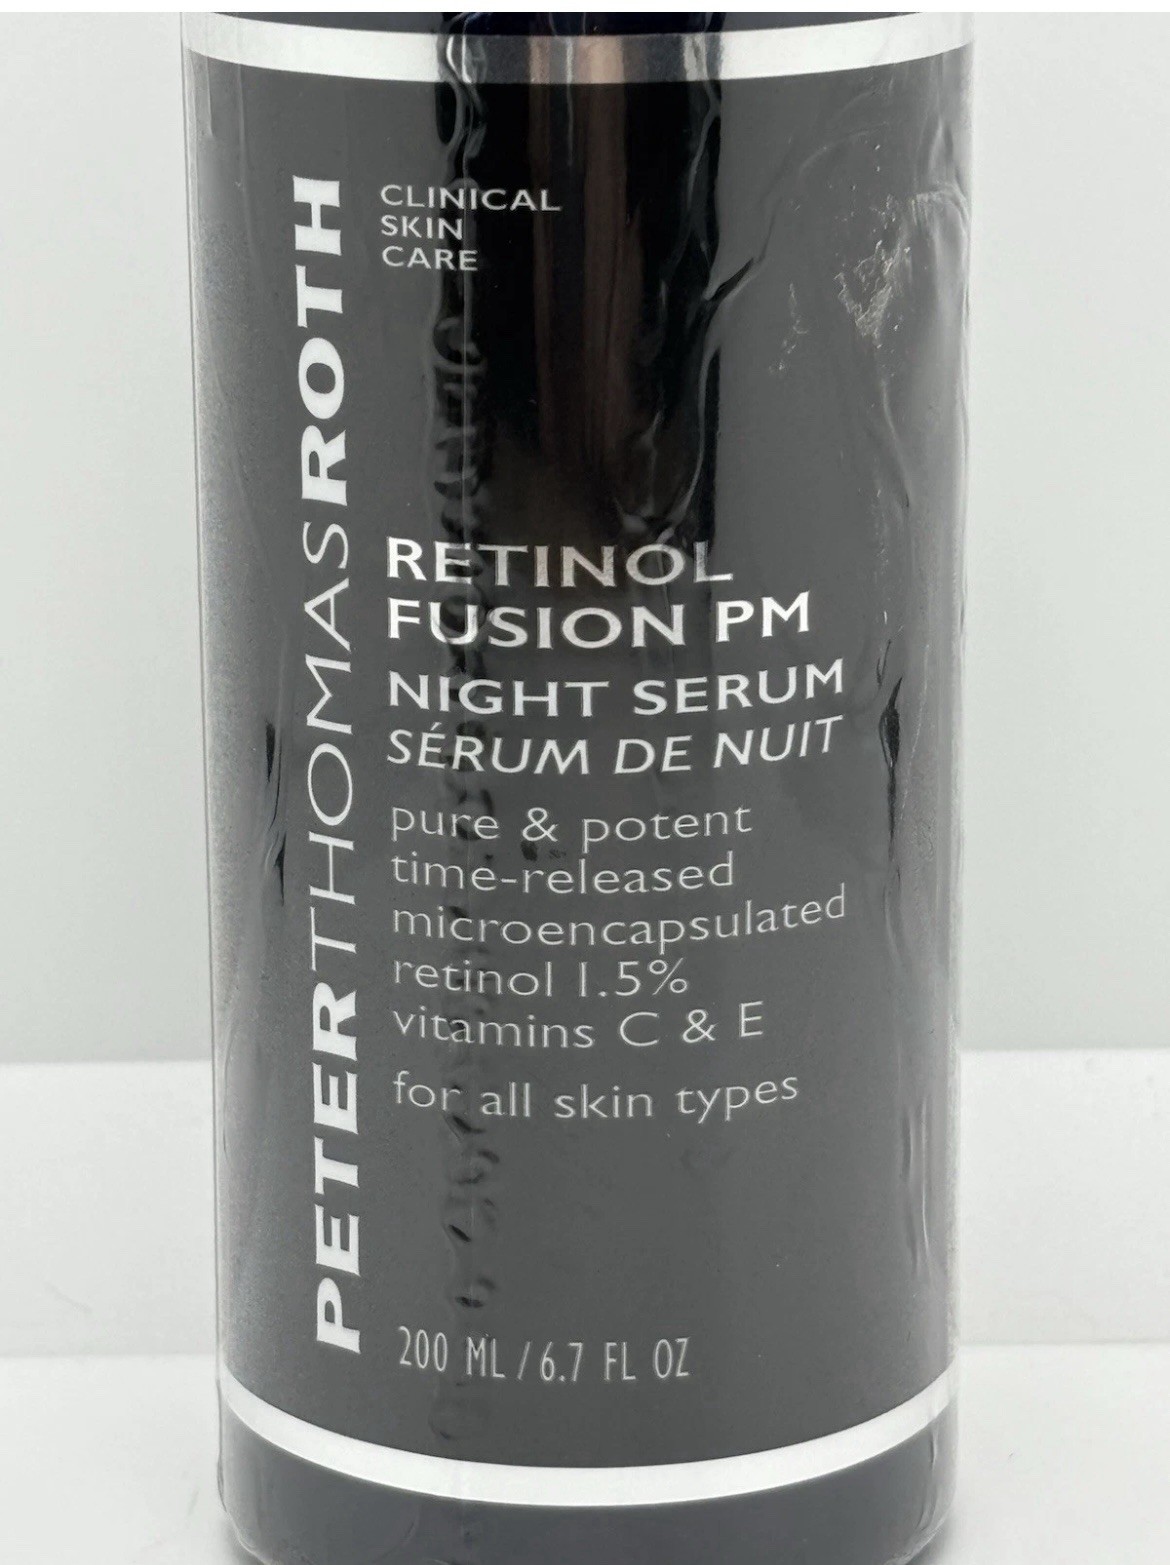 PETERTHOMASROTH
CLINICAL
SKIN
CARE
RETINOL
FUSION PM
NIGHT SERUM
SÉRUM DE NUIT
pure & potent
time-released
microencapsulated
retinol 1.5%
vitamins C & E
for all skin types
200 ML / 6.7 FL OZ